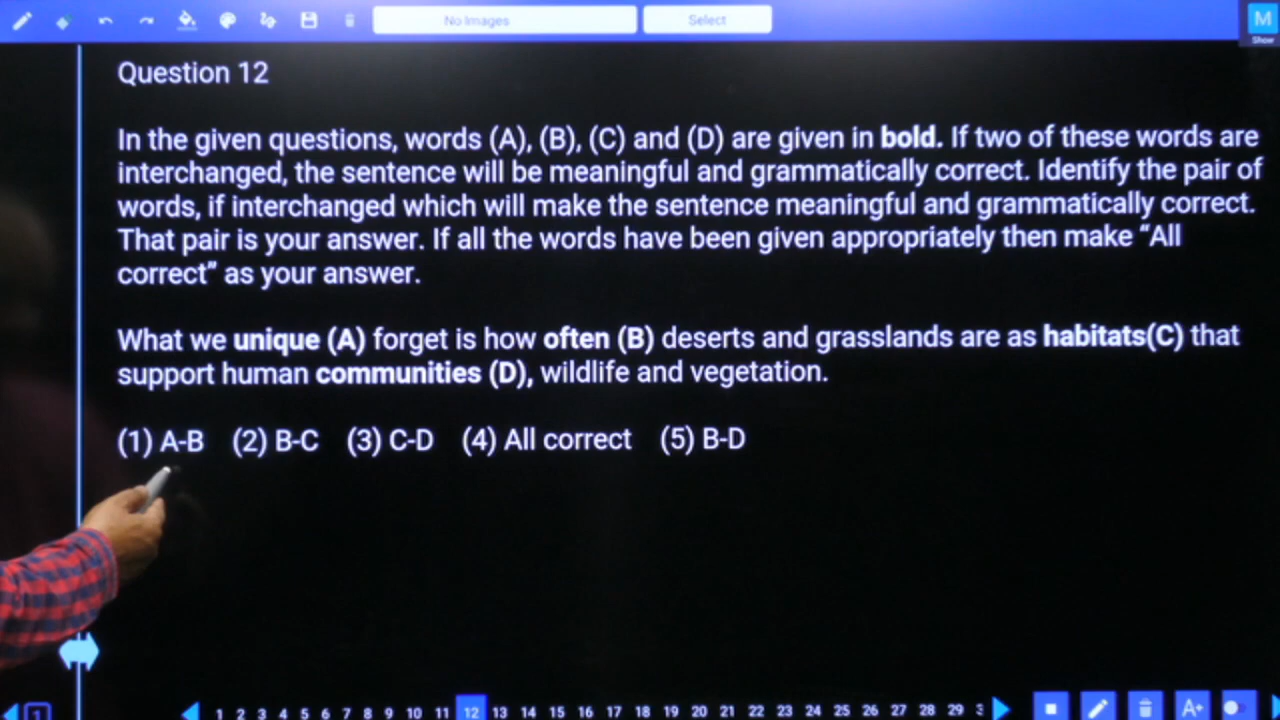 No Images
Select
M
Show
Question 12
In the given questions, words (A), (B), (C) and (D) are given in bold. If two of these words are
interchanged, the sentence will be meaningful and grammatically correct. Identify the pair of
words, if interchanged which will make the sentence meaningful and grammatically correct.
That pair is your answer. If all the words have been given appropriately then make “All
correct” as your answer.
What we unique (A) forget is how often (B) deserts and grasslands are as habitats(C) that
support human communities (D), wildlife and vegetation.
(1) A-B (2) B-C (3) C-D (4) All correct (5) B-D
1 1 2 3 4 5 6 7 8 9 10 11 12 13 14 15 16 17 18 19 20 21 22 23 24 25 26 27 28 29 A+